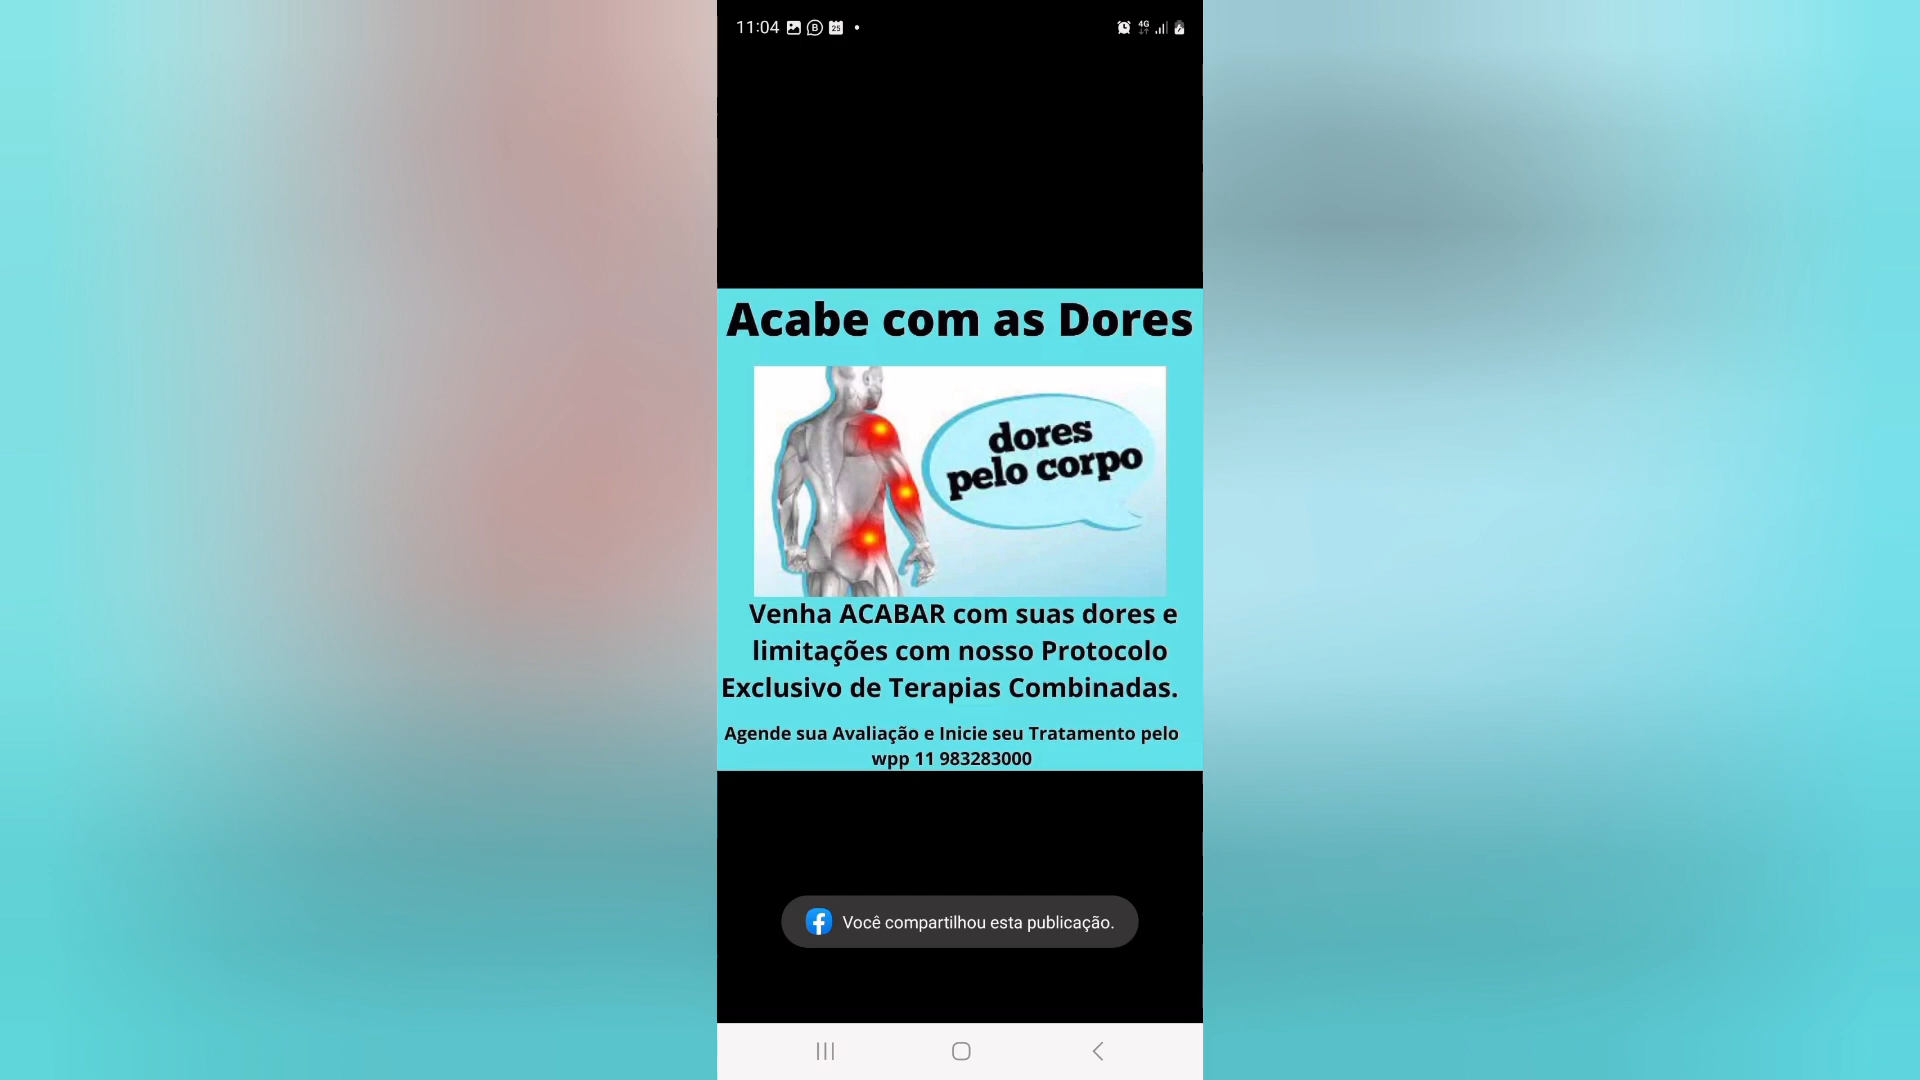 11:04
4G
Acabe com as Dores
dores
pelo corpo
Venha ACABAR com suas dores e
limitações com nosso Protocolo
Exclusivo de Terapias Combinadas.
Agende sua Avaliação e Inicie seu Tratamento pelo
wpp 11 983283000
Você compartilhou esta publicação.